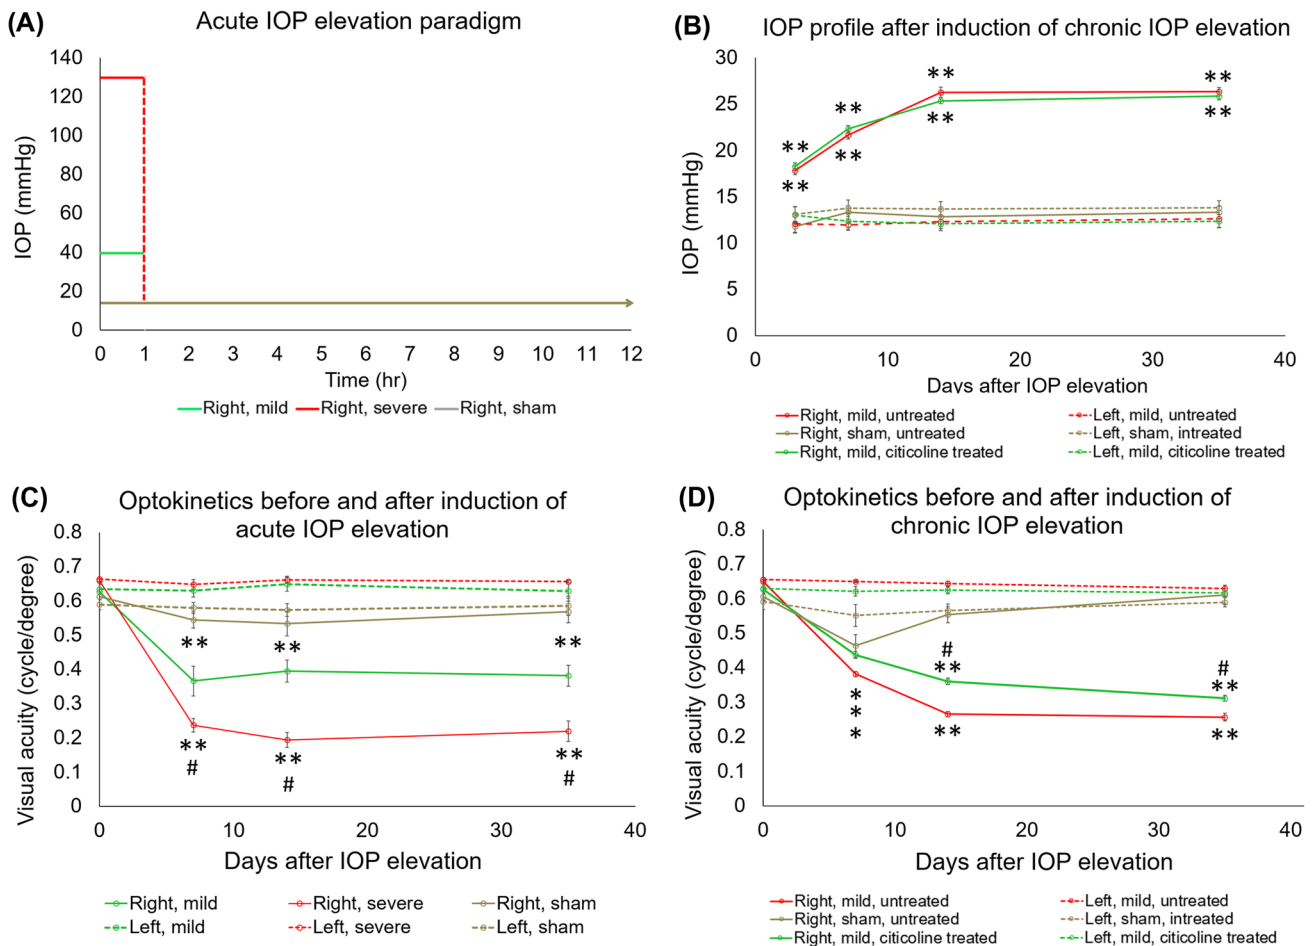 (A)
Acute IOP elevation paradigm
IOP (mmHg)
140
120
100
80
60
40
20
0
0 1 2 3 4 5 6 7 8 9 10 11 12
Time (hr)
Right, mild Right, severe Right, sham
(B)
IOP profile after induction of chronic IOP elevation
IOP (mmHg)
30
25
20
15
10
5
0
** ** ** **
** ** ** **
0 10 20 30 40
Days after IOP elevation
Right, mild, untreated Left, mild, untreated
Right, sham, untreated Left, sham, intreated
Right, mild, citicoline treated Left, mild, citicoline treated
(C)
Optokinetics before and after induction of
acute IOP elevation
Visual acuity (cycle/degree)
0.8
0.7
0.6
0.5
0.4
0.3
0.2
0.1
0
** ** **
** ** **
# # #
0 10 20 30 40
Days after IOP elevation
Right, mild Right, severe Right, sham
Left, mild Left, severe Left, sham
(D)
Optokinetics before and after induction of
chronic IOP elevation
Visual acuity (cycle/degree)
0.8
0.7
0.6
0.5
0.4
0.3
0.2
0.1
0
# #
** **
*
*
*
** **
0 10 20 30 40
Days after IOP elevation
Right, mild, untreated Left, mild, untreated
Right, sham, untreated Left, sham, intreated
Right, mild, citicoline treated Left, mild, citicoline treated